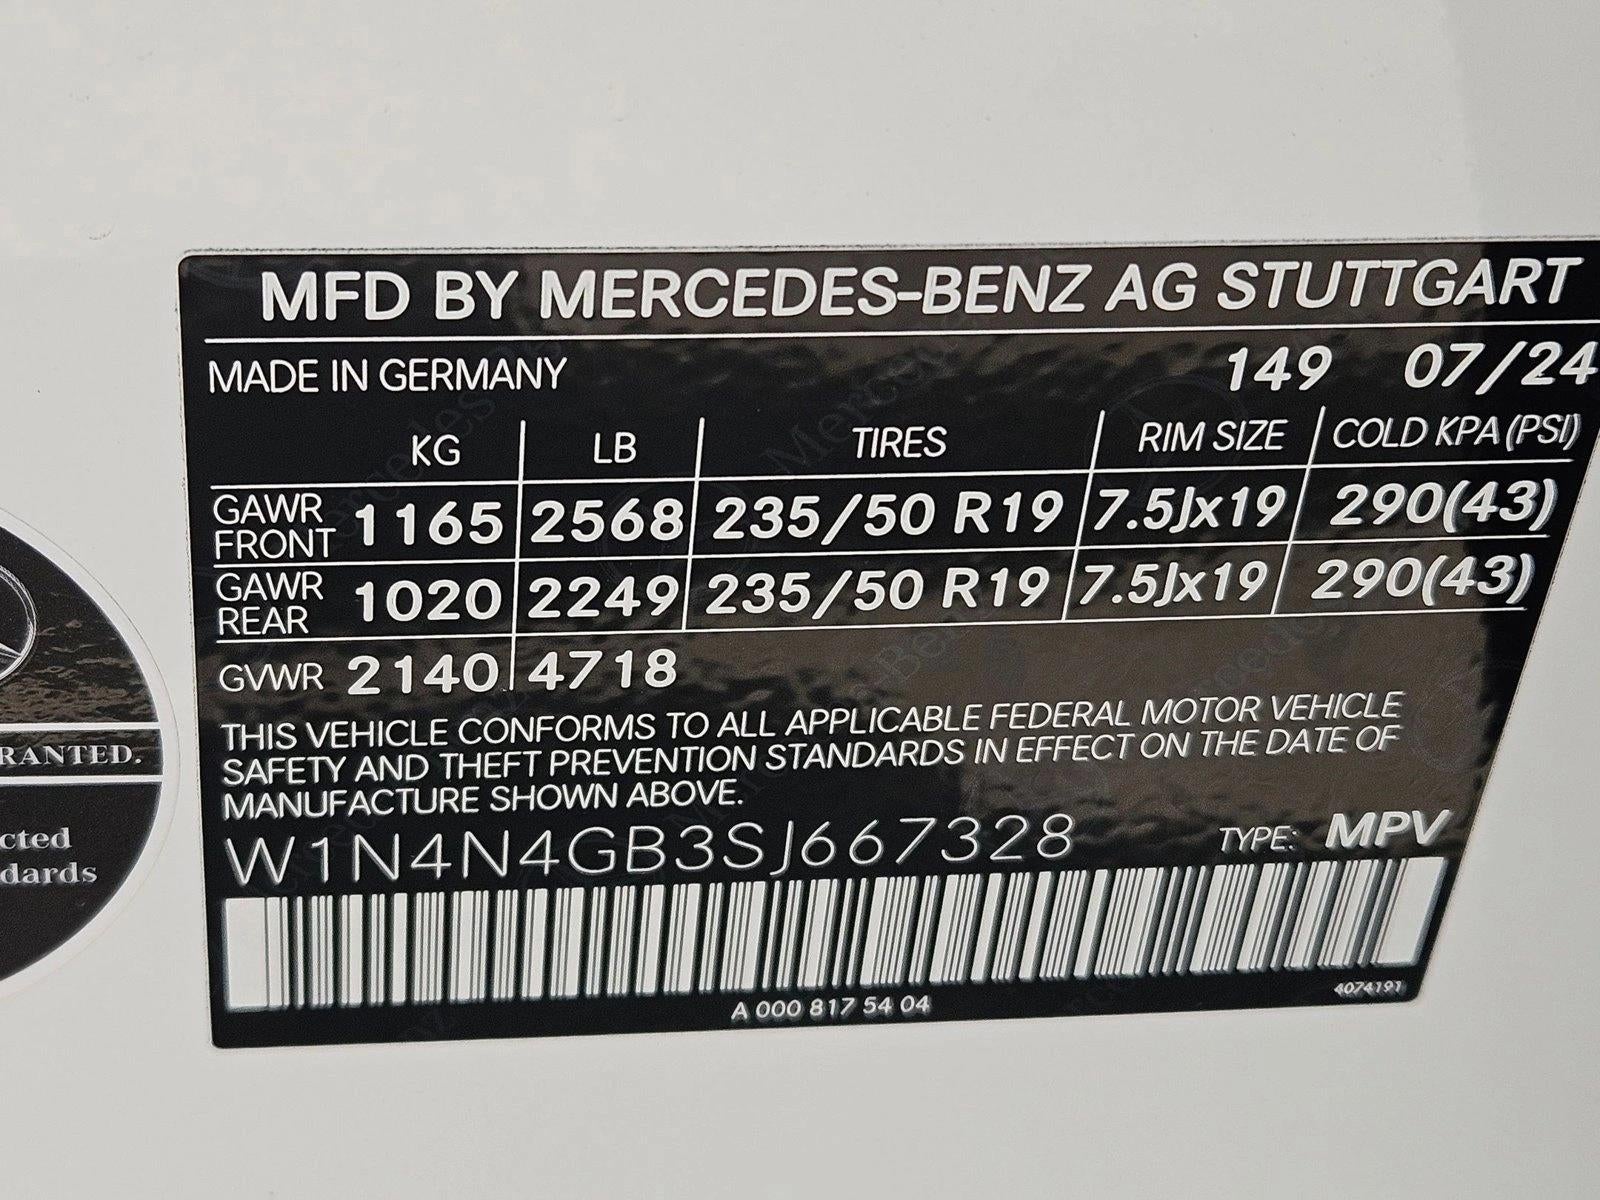 MFD BY MERCEDES-BENZ AG STUTTGART
MADE IN GERMANY 149 07/24
KG LB TIRES RIM SIZE COLD KPA (PSI)
GAWR FRONT 1165 2568 235/50 R19 7.5Jx19 290(43)
GAWR REAR 1020 2249 235/50 R19 7.5Jx19 290(43)
GVWR 2140 4718
THIS VEHICLE CONFORMS TO ALL APPLICABLE FEDERAL MOTOR VEHICLE
SAFETY AND THEFT PREVENTION STANDARDS IN EFFECT ON THE DATE OF
MANUFACTURE SHOWN ABOVE.
W1N4N4GB3SJ667328 TYPE: MPV
A 000 817 54 04
4074191
RANTED.
cted
dards